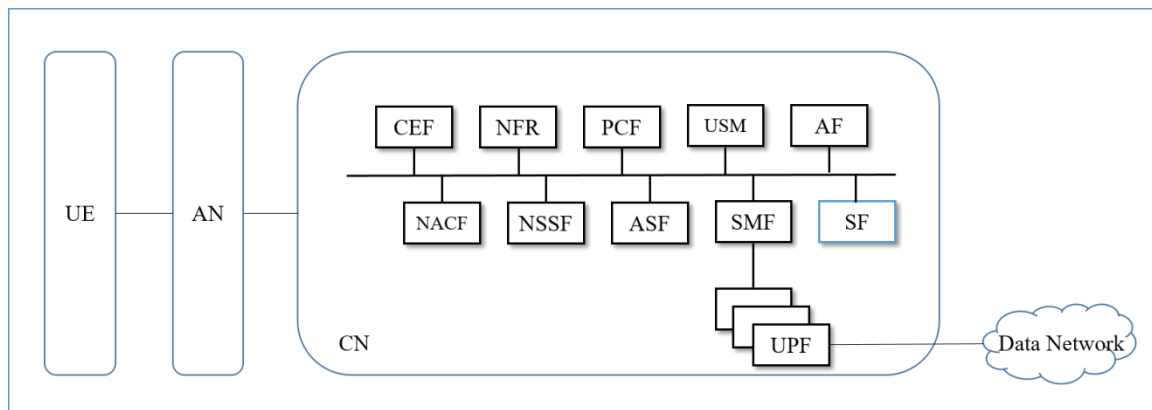 CEF
NFR
PCF
USM
AF
UE
AN
NACF
NSSF
ASF
SMF
SF
CN
UPF
Data Network